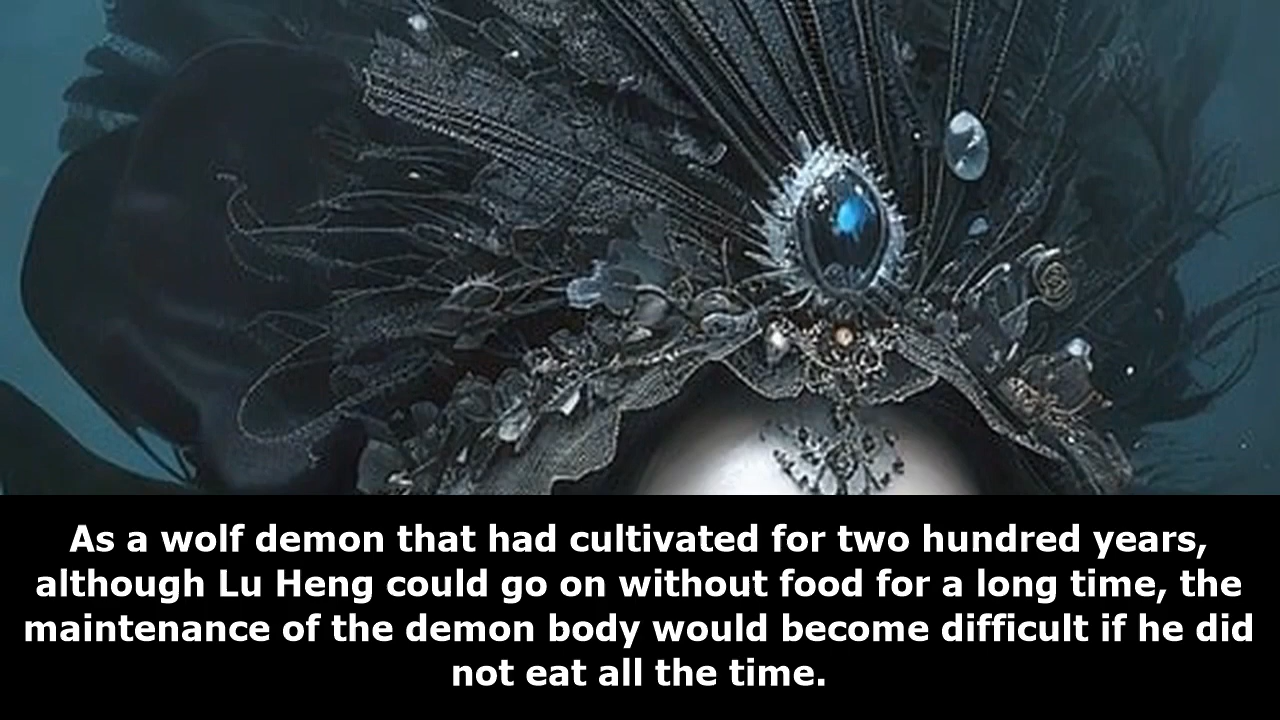 As a wolf demon that had cultivated for two hundred years,
although Lu Heng could go on without food for a long time, the
maintenance of the demon body would become difficult if he did
not eat all the time.